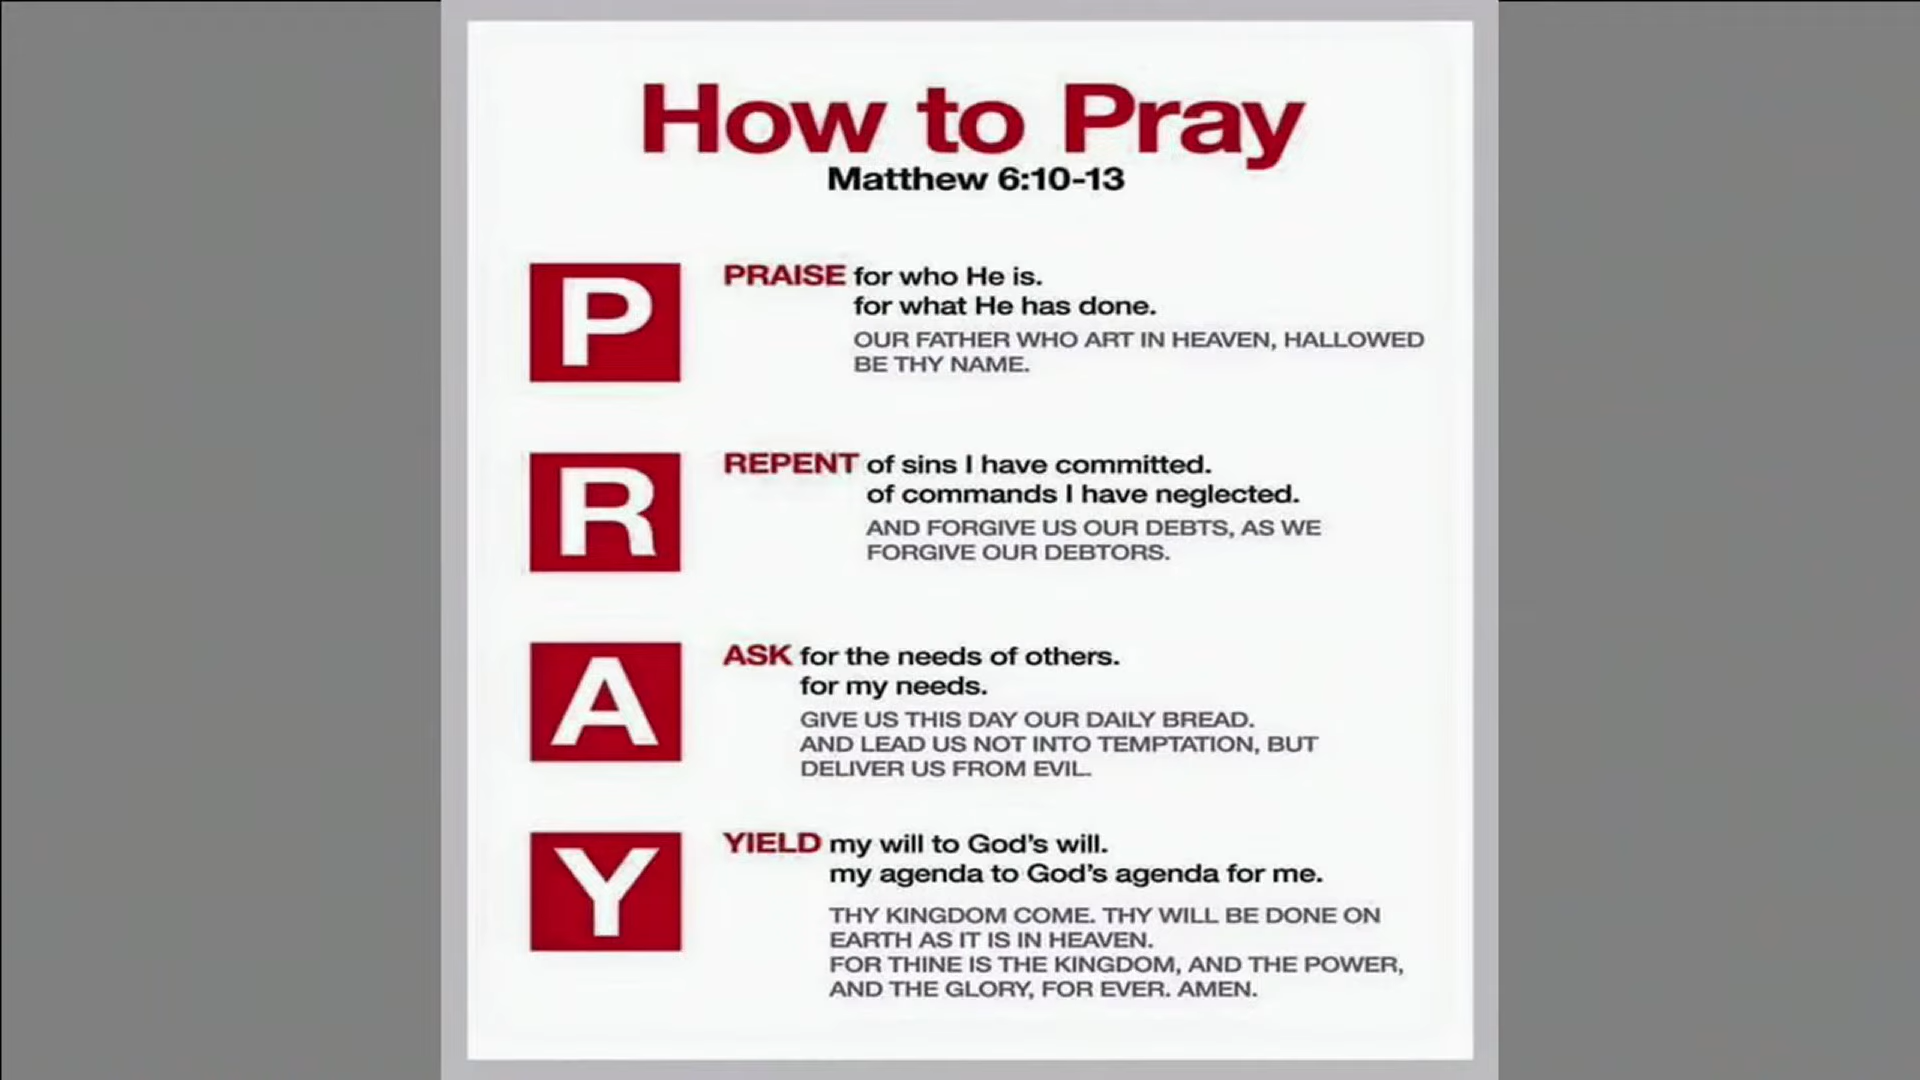 How to Pray
Matthew 6:10-13
P
PRAISE for who He is.
for what He has done.
OUR FATHER WHO ART IN HEAVEN, HALLOWED
BE THY NAME.
R
REPENT of sins I have committed.
of commands I have neglected.
AND FORGIVE US OUR DEBTS, AS WE
FORGIVE OUR DEBTORS.
A
ASK for the needs of others.
for my needs.
GIVE US THIS DAY OUR DAILY BREAD.
AND LEAD US NOT INTO TEMPTATION, BUT
DELIVER US FROM EVIL.
Y
YIELD my will to God's will.
my agenda to God's agenda for me.
THY KINGDOM COME. THY WILL BE DONE ON
EARTH AS IT IS IN HEAVEN.
FOR THINE IS THE KINGDOM, AND THE POWER,
AND THE GLORY, FOR EVER. AMEN.